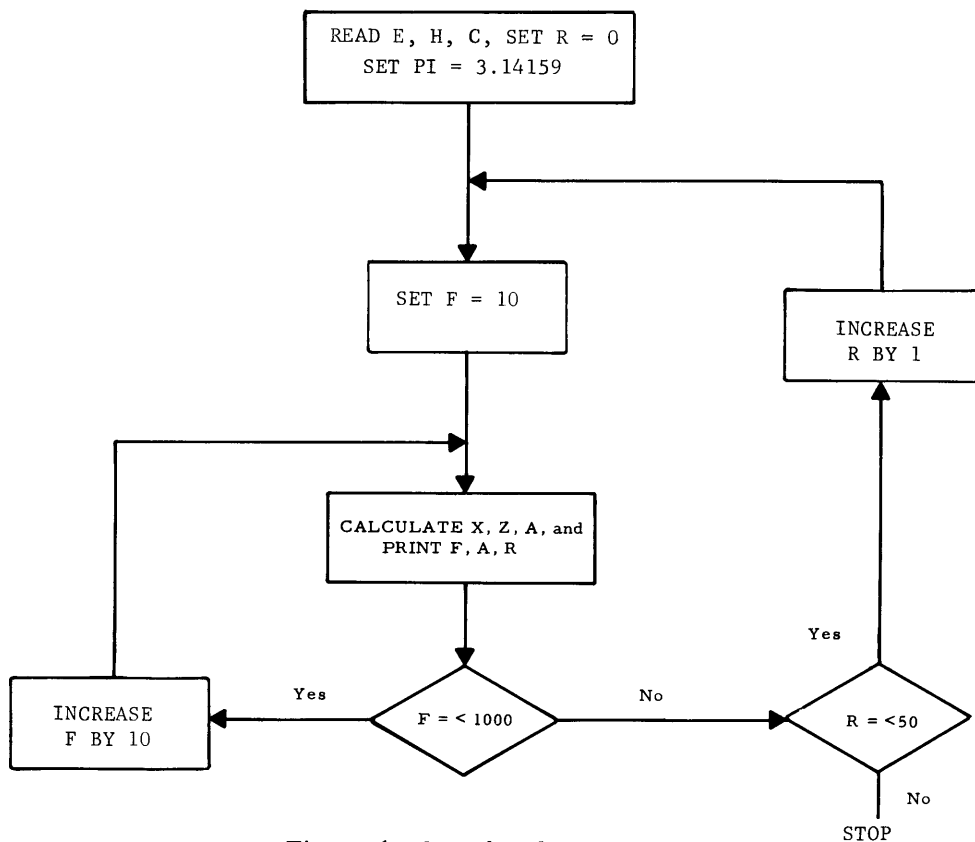 READ E, H, C, SET R = 0
SET PI = 3.14159
SET F = 10
INCREASE
R BY 1
CALCULATE X, Z, A, and
PRINT F, A, R
Yes
INCREASE
F BY 10
Yes
F = < 1000
No
R = <50
No
STOP